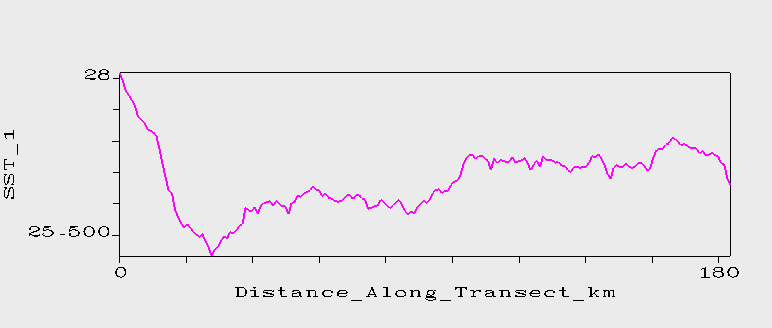 28
SST_1
25.500
0 180
Distance_Along_Transect_km